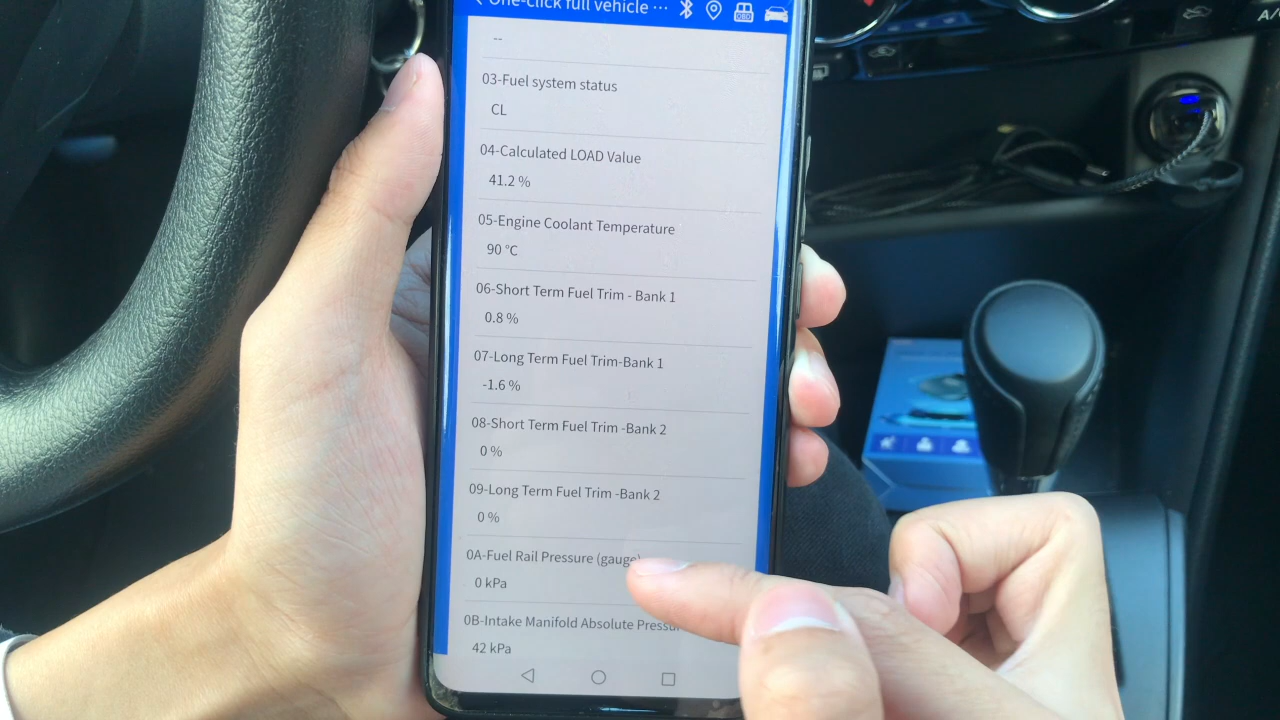 One-click full vehicle ···
OBD
--
03-Fuel system status
CL
04-Calculated LOAD Value
41.2 %
05-Engine Coolant Temperature
90 °C
06-Short Term Fuel Trim - Bank 1
0.8 %
07-Long Term Fuel Trim-Bank 1
-1.6 %
08-Short Term Fuel Trim -Bank 2
0 %
09-Long Term Fuel Trim -Bank 2
0 %
0A-Fuel Rail Pressure (gauge)
0 kPa
0B-Intake Manifold Absolute Pressu
42 kPa
A/